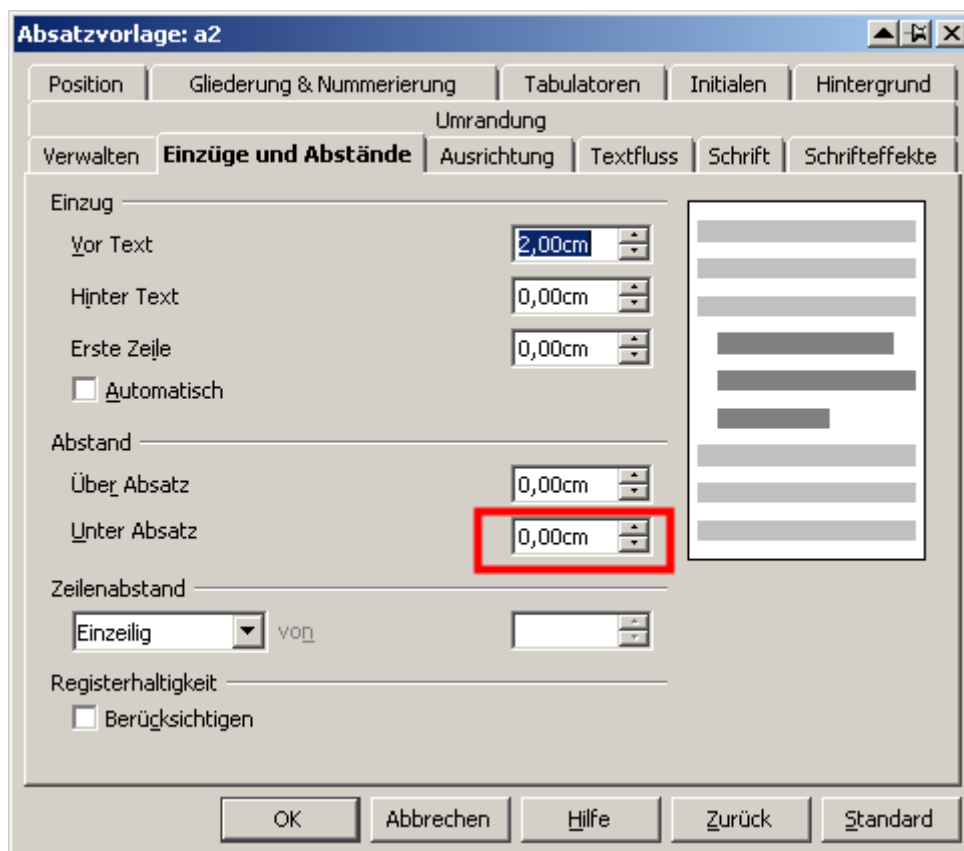 Absatzvorlage: a2
Position Gliederung & Nummerierung Tabulatoren Initialen Hintergrund
Umrandung
Verwalten Einzüge und Abstände Ausrichtung Textfluss Schrift Schrifteffekte
Einzug
Vor Text 2,00cm
Hinter Text 0,00cm
Erste Zeile 0,00cm
Automatisch
Abstand
Über Absatz 0,00cm
Unter Absatz 0,00cm
Zeilenabstand
Einzeilig von
Registerhaltigkeit
Berücksichtigen
OK Abbrechen Hilfe Zurück Standard